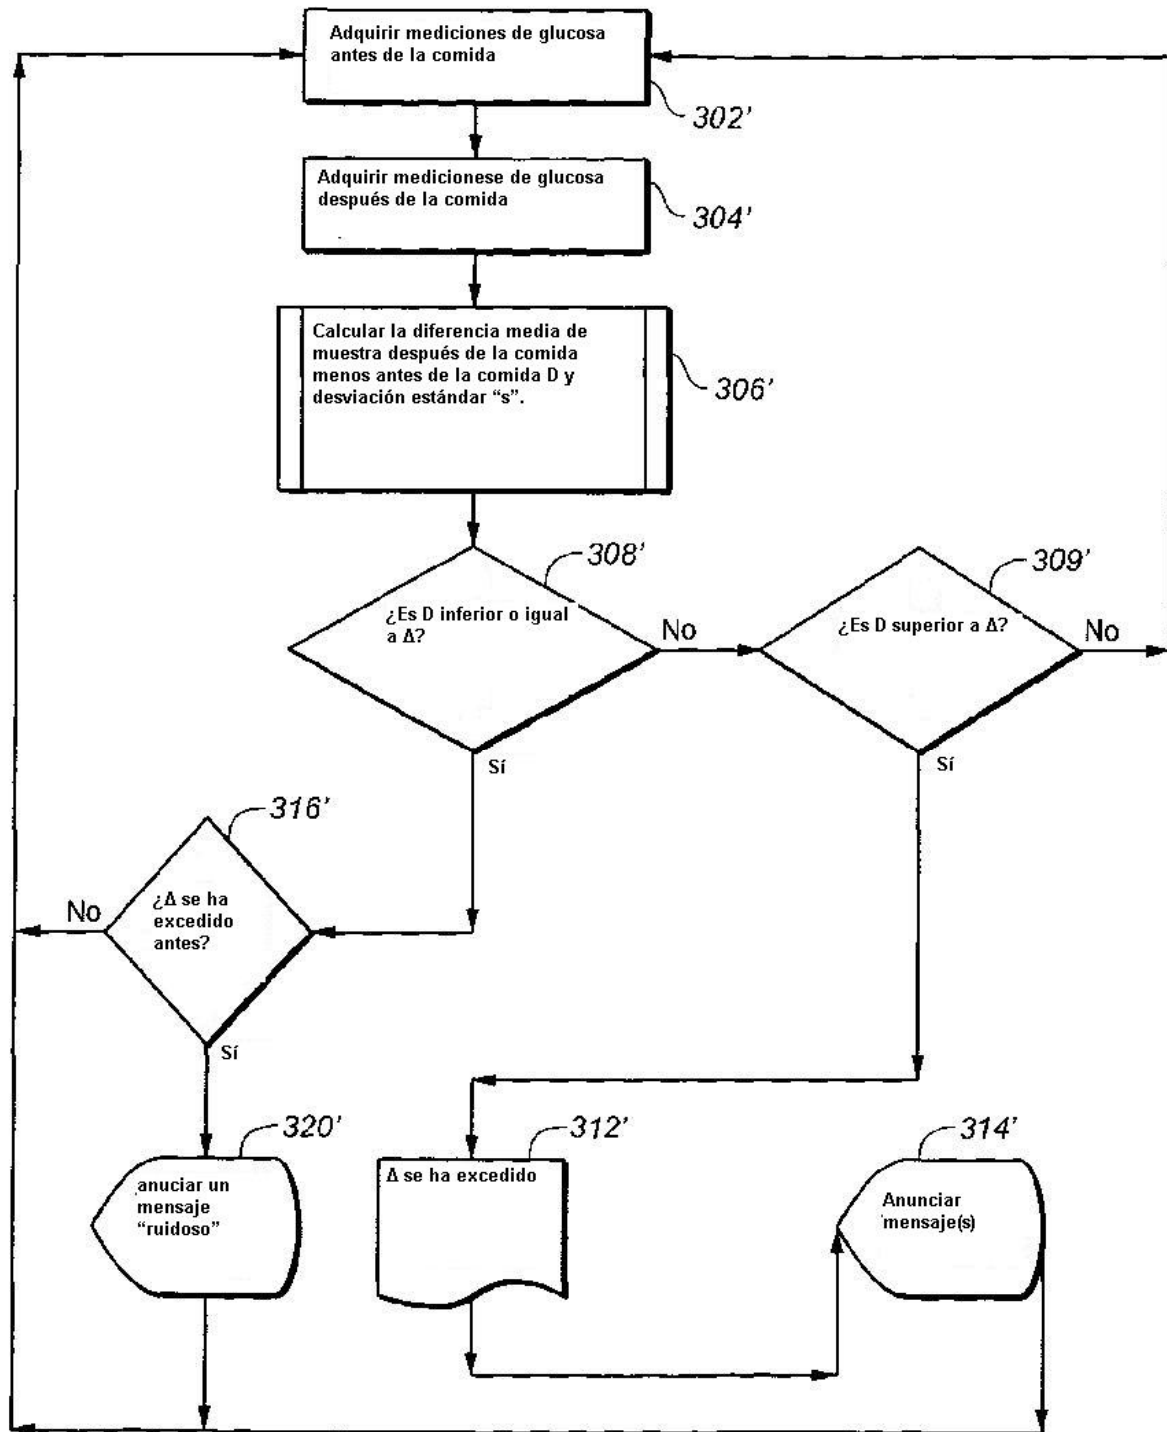 Adquirir mediciones de glucosa
antes de la comida
302’
Adquirir medicionese de glucosa
después de la comida
304’
Calcular la diferencia media de
muestra después de la comida
menos antes de la comida D y
desviación estándar “s”.
306’
308’
309’
¿Es D inferior o igual
a Δ?
No
¿Es D superior a Δ?
No
Sí
Sí
316’
¿Δ se ha
excedido
antes?
No
Sí
320’
312’
314’
anuciar un
mensaje
“ruidoso”
Δ se ha excedido
Anunciar
mensaje(s)